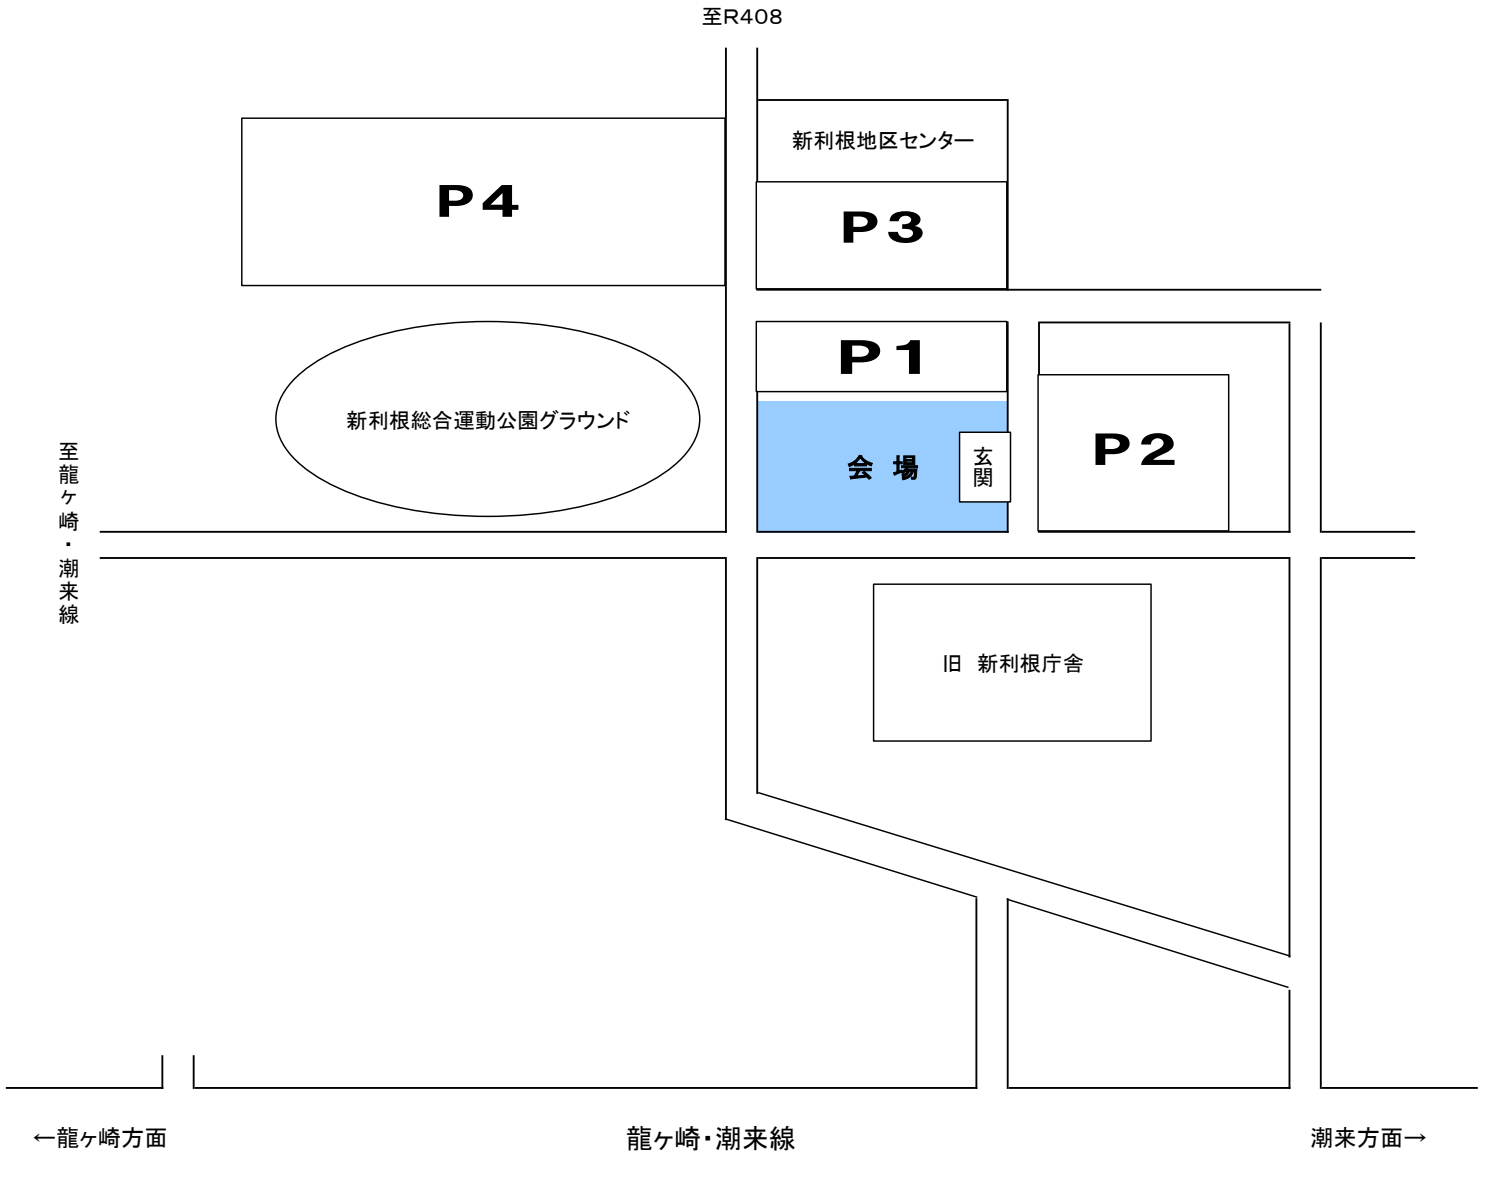 至R408
新利根地区センター
P4
P3
P1
新利根総合運動公園グラウンド
会　場
玄関
P2
至龍ヶ崎・潮来線
旧　新利根庁舎
←龍ヶ崎方面
龍ヶ崎・潮来線
潮来方面→